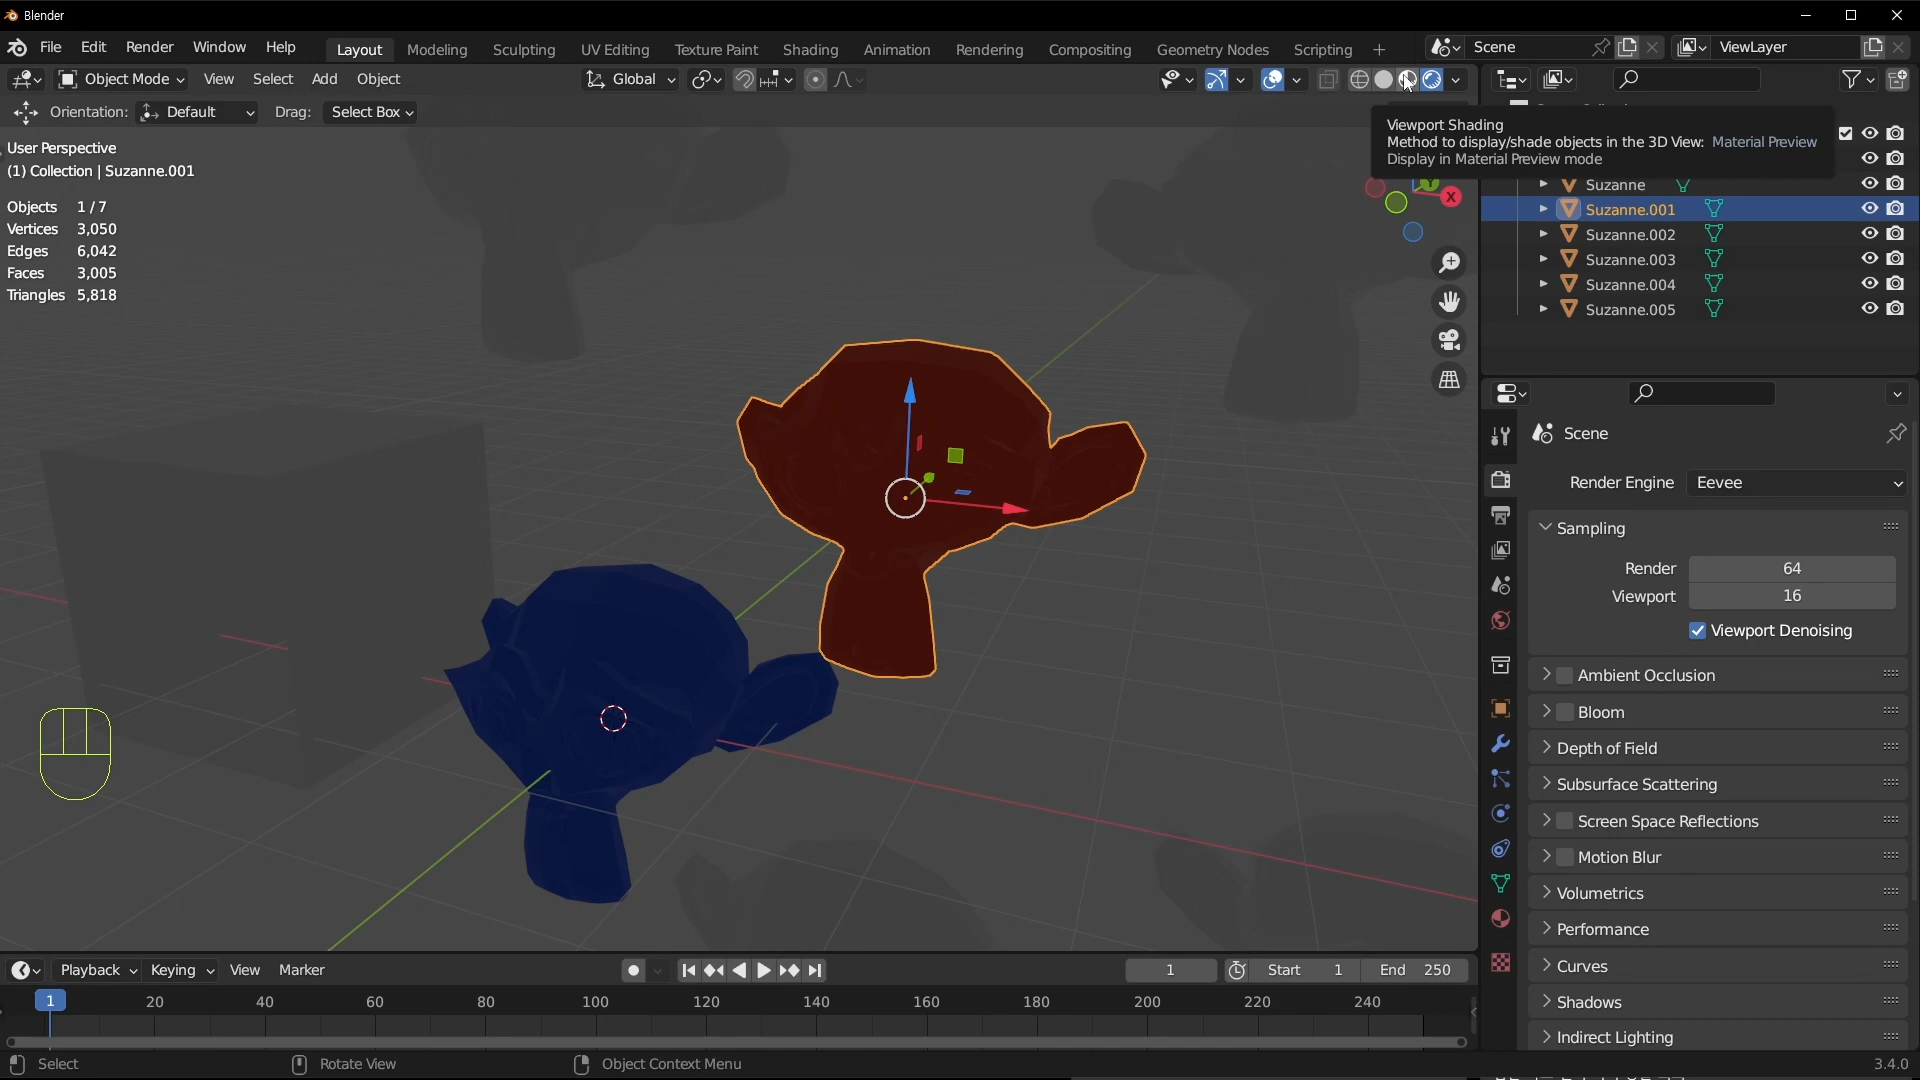 Blender
File Edit Render Window Help Layout Modeling Sculpting UV Editing Texture Paint Shading Animation Rendering Compositing Geometry Nodes Scripting + Scene ViewLayer
Object Mode View Select Add Object Global
Orientation: Default Drag: Select Box
Viewport Shading
Method to display/shade objects in the 3D View: Material Preview
Display in Material Preview mode
User Perspective
(1) Collection | Suzanne.001
Objects 1 / 7
Vertices 3,050
Edges 6,042
Faces 3,005
Triangles 5,818
Y
X
Suzanne
Suzanne.001
Suzanne.002
Suzanne.003
Suzanne.004
Suzanne.005
Scene
Render Engine Eevee
Sampling
Render 64
Viewport 16
Viewport Denoising
Ambient Occlusion
Bloom
Depth of Field
Subsurface Scattering
Screen Space Reflections
Motion Blur
Volumetrics
Performance
Curves
Shadows
Indirect Lighting
Playback Keying View Marker 1 Start 1 End 250
1 20 40 60 80 100 120 140 160 180 200 220 240
Select Rotate View Object Context Menu 3.4.0